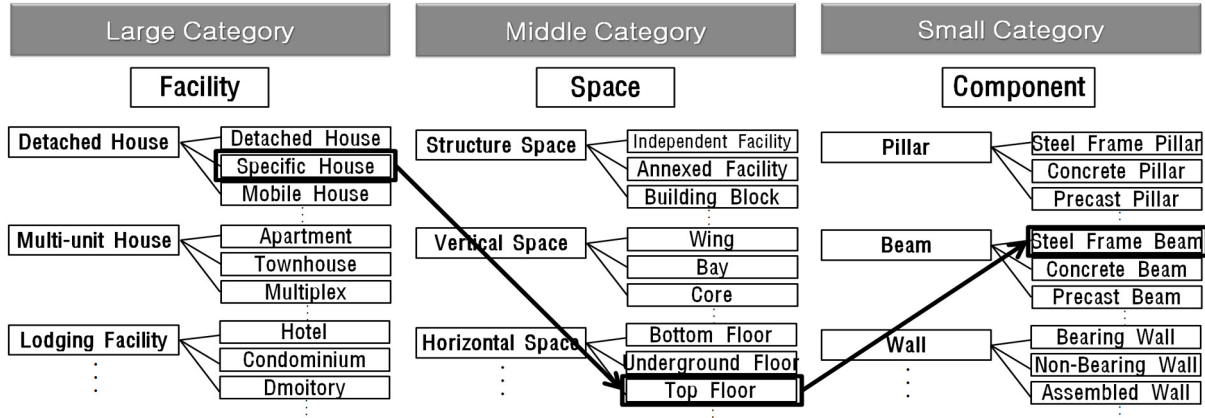 Large Category
Middle Category
Small Category
Facility
Space
Component
Detached House
Detached House
Specific House
Mobile House
Multi-unit House
Apartment
Townhouse
Multiplex
Lodging Facility
Hotel
Condominium
Dmoitory
Structure Space
Independent Facility
Annexed Facility
Building Block
Vertical Space
Wing
Bay
Core
Horizontal Space
Bottom Floor
Underground Floor
Top Floor
Pillar
Steel Frame Pillar
Concrete Pillar
Precast Pillar
Beam
Steel Frame Beam
Concrete Beam
Precast Beam
Wall
Bearing Wall
Non-Bearing Wall
Assembled Wall